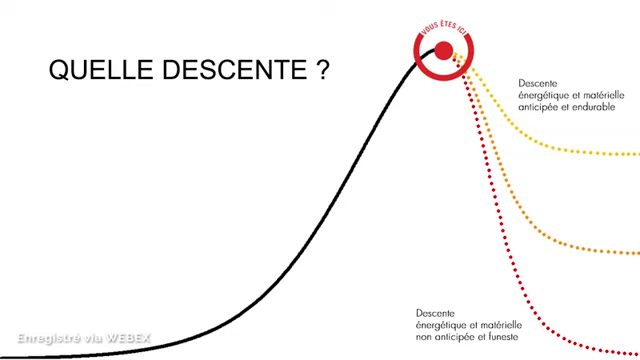 VOUS ÊTES ICI
QUELLE DESCENTE ?
Descente
énergétique et matérielle
anticipée et endurable
Descente
énergétique et matérielle
non anticipée et funeste
Enregistré via WEBEX